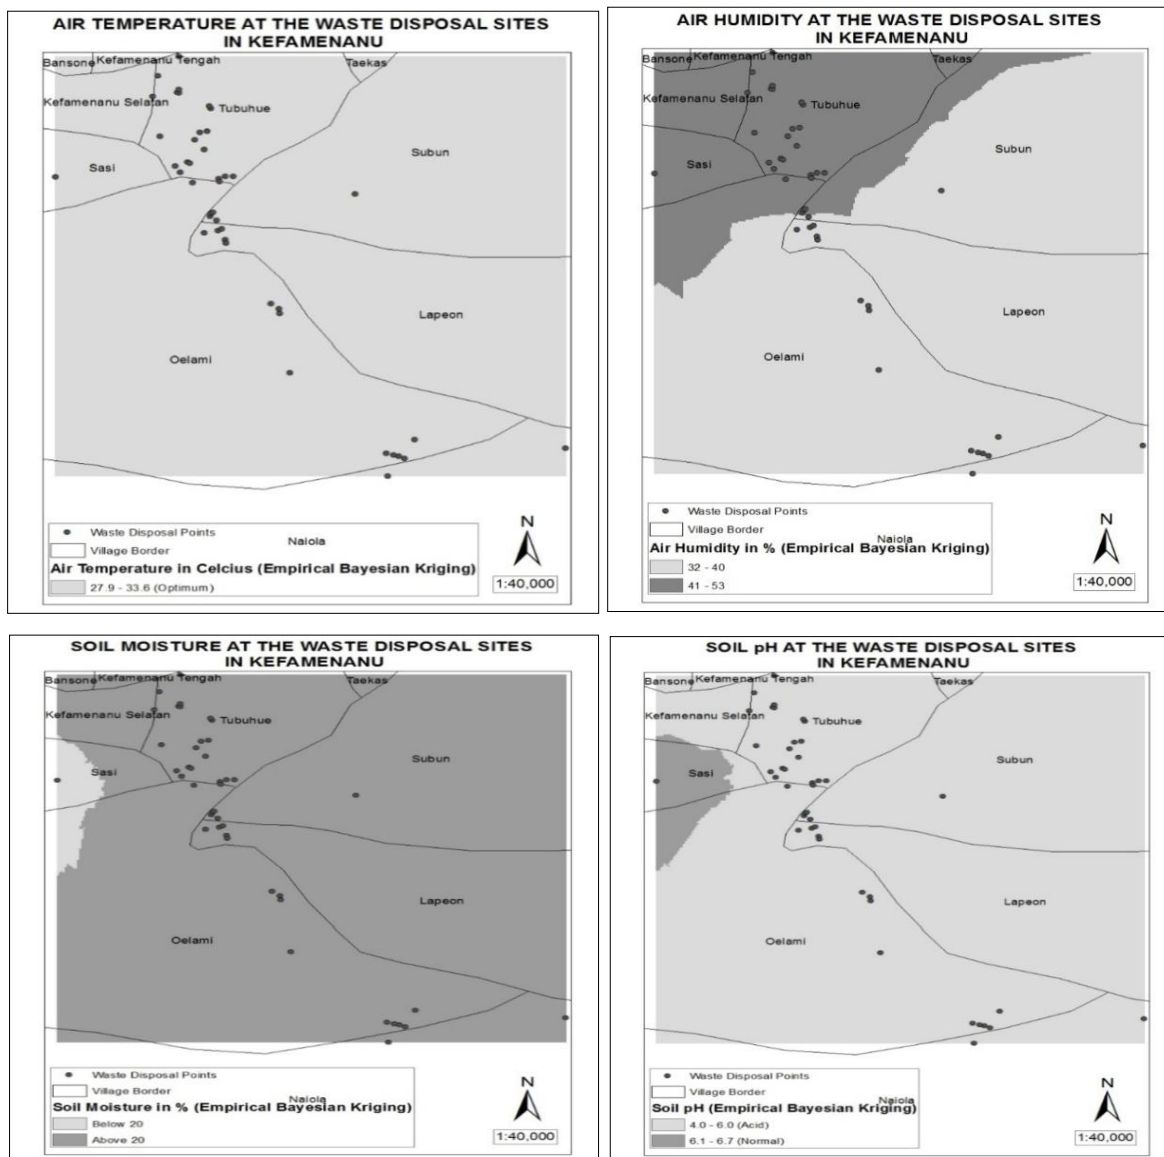 AIR TEMPERATURE AT THE WASTE DISPOSAL SITES
IN KEFAMENANU
Bansone
Kefamenanu Tengah
Taekas
Kefamenanu Selatan
Tubuhue
Subun
Sasi
Lapeon
Oelami
Naiola
Waste Disposal Points
Village Border
Air Temperature in Celcius (Empirical Bayesian Kriging)
27.9 - 33.6 (Optimum)
N
1:40,000
AIR HUMIDITY AT THE WASTE DISPOSAL SITES
IN KEFAMENANU
Bansone
Kefamenanu Tengah
Taekas
Kefamenanu Selatan
Tubuhue
Subun
Sasi
Lapeon
Oelami
Naiola
Waste Disposal Points
Village Border
Air Humidity in % (Empirical Bayesian Kriging)
32 - 40
41 - 53
N
1:40,000
SOIL MOISTURE AT THE WASTE DISPOSAL SITES
IN KEFAMENANU
Bansone
Kefamenanu Tengah
Taekas
Kefamenanu Selatan
Tubuhue
Subun
Sasi
Lapeon
Oelami
Naiola
Waste Disposal Points
Village Border
Soil Moisture in % (Empirical Bayesian Kriging)
Below 20
Above 20
N
1:40,000
SOIL pH AT THE WASTE DISPOSAL SITES
IN KEFAMENANU
Bansone
Kefamenanu Tengah
Taekas
Kefamenanu Selatan
Tubuhue
Subun
Sasi
Lapeon
Oelami
Naiola
Waste Disposal Points
Village Border
Soil pH (Empirical Bayesian Kriging)
4.0 - 6.0 (Acid)
6.1 - 6.7 (Normal)
N
1:40,000